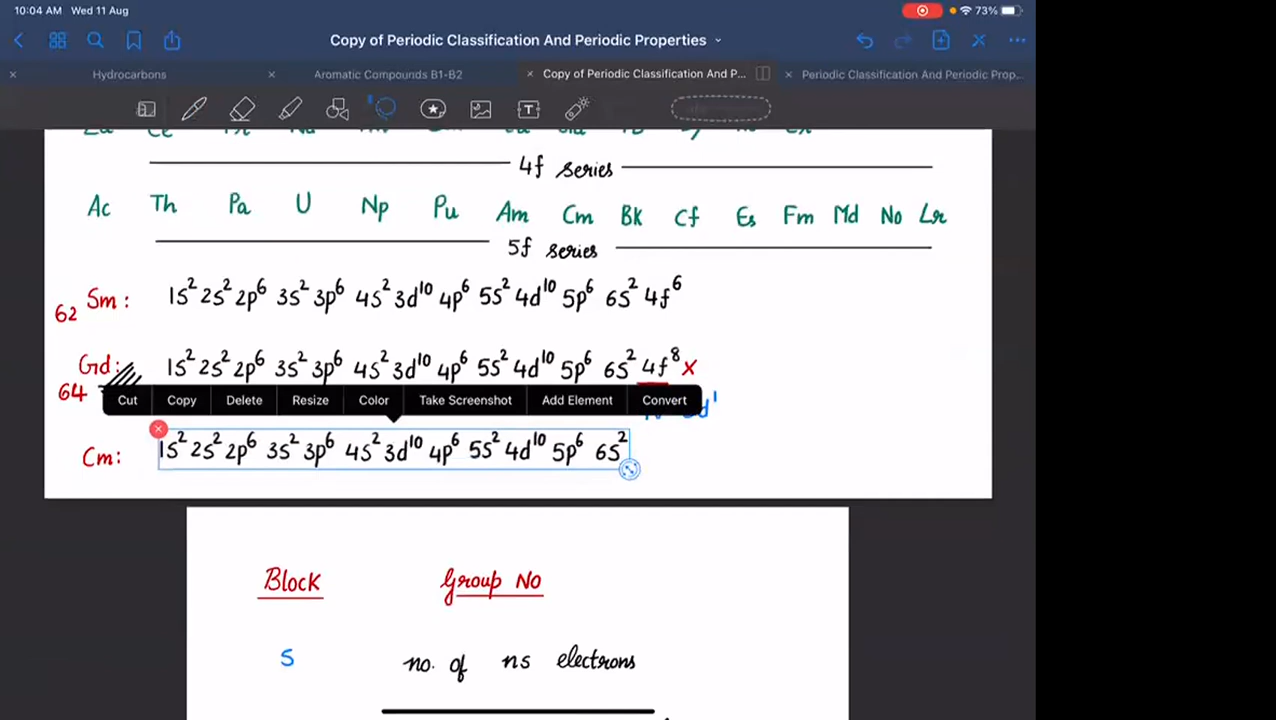 10:04 AM Wed 11 Aug
73%
Copy of Periodic Classification And Periodic Properties
Hydrocarbons
Aromatic Compounds B1-B2
Copy of Periodic Classification And P...
Periodic Classification And Periodic Prop...
4f series
Ac Th Pa U Np Pu Am Cm Bk Cf Es Fm Md No Lr
5f series
62 Sm: 1s² 2s² 2p⁶ 3s² 3p⁶ 4s² 3d¹⁰ 4p⁶ 5s² 4d¹⁰ 5p⁶ 6s² 4f⁶
64 Gd: 1s² 2s² 2p⁶ 3s² 3p⁶ 4s² 3d¹⁰ 4p⁶ 5s² 4d¹⁰ 5p⁶ 6s² 4f⁸ x
Cut Copy Delete Resize Color Take Screenshot Add Element Convert
d¹
Cm: 1s² 2s² 2p⁶ 3s² 3p⁶ 4s² 3d¹⁰ 4p⁶ 5s² 4d¹⁰ 5p⁶ 6s²
Block Group No
s no. of ns electrons